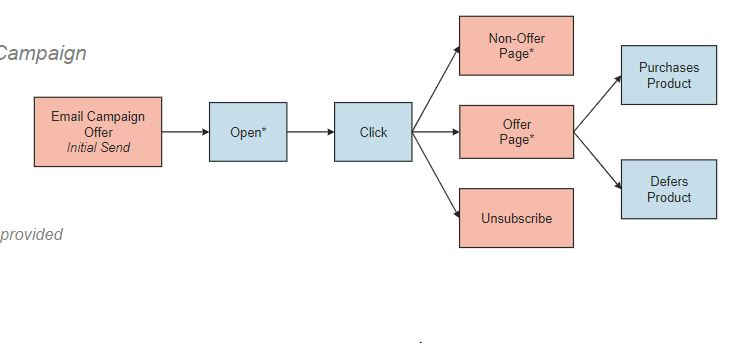 Campaign
Email Campaign
Offer
Initial Send
Open*
Click
Non-Offer
Page*
Offer
Page*
Unsubscribe
Purchases
Product
Defers
Product
provided